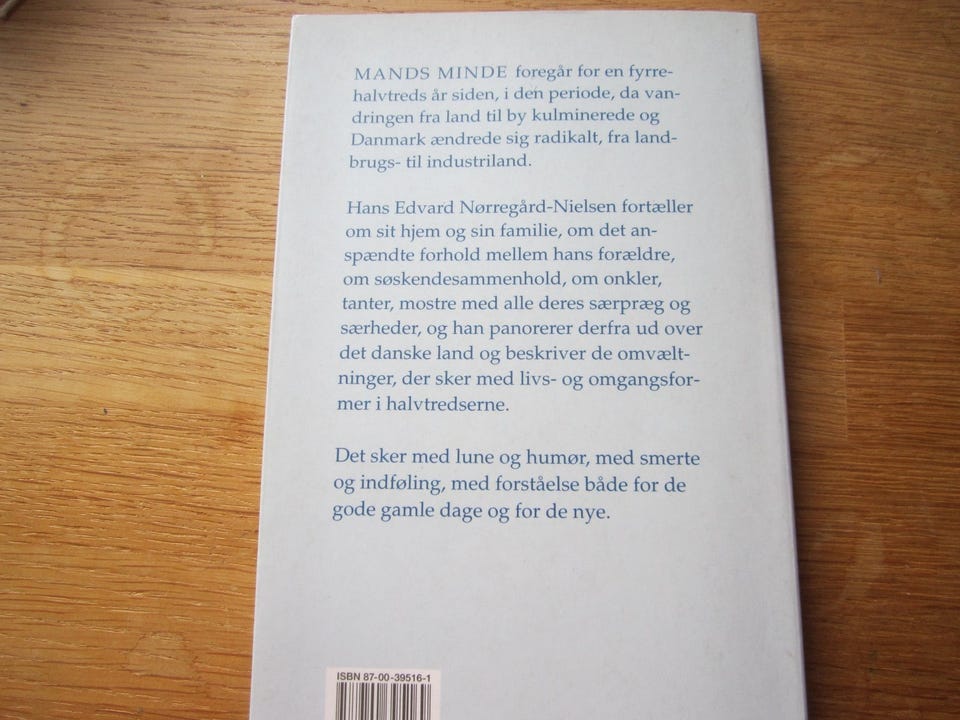 MANDS MINDE foregår for en fyrre-
halvtreds år siden, i den periode, da van-
dringen fra land til by kulminerede og
Danmark ændrede sig radikalt, fra land-
brugs- til industriland.
Hans Edvard Nørregård-Nielsen fortæller
om sit hjem og sin familie, om det an-
spændte forhold mellem hans forældre,
om søskendesammenhold, om onkler,
tanter, mostre med alle deres særpræg og
særheder, og han panorerer derfra ud over
det danske land og beskriver de omvælt-
ninger, der sker med livs- og omgangsfor-
mer i halvtredserne.
Det sker med lune og humør, med smerte
og indføling, med forståelse både for de
gode gamle dage og for de nye.
ISBN 87-00-39516-1